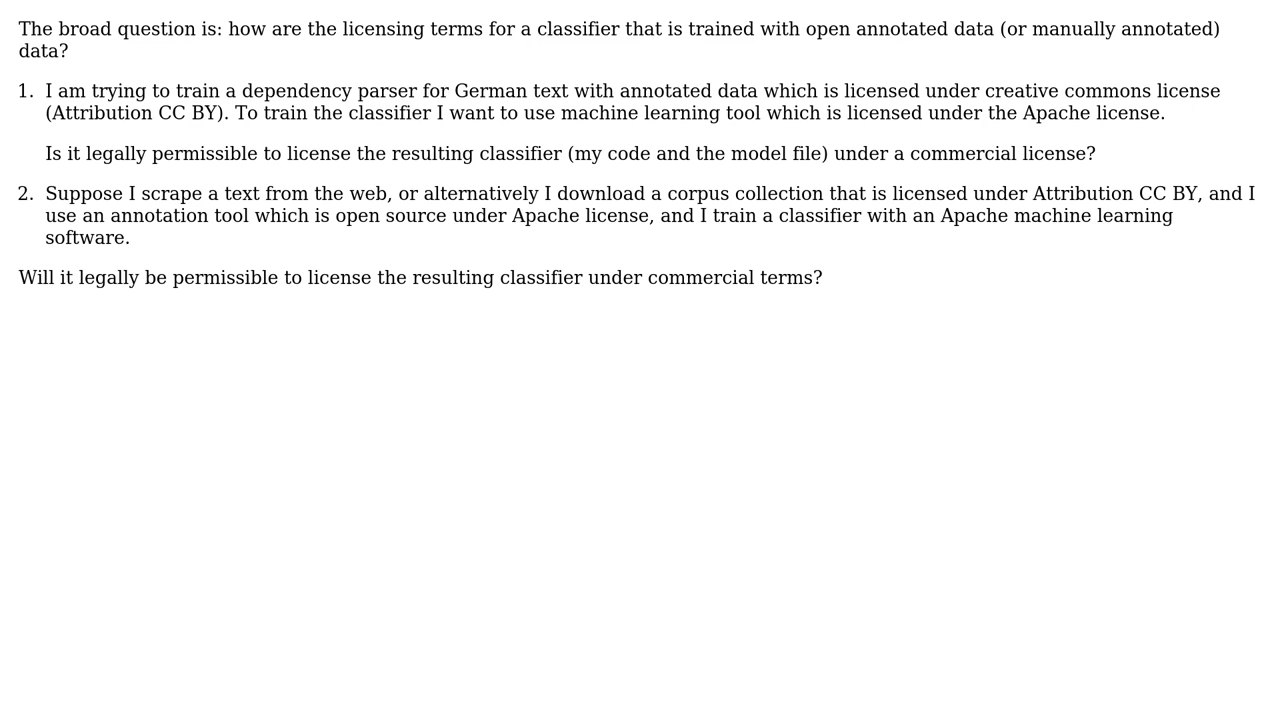 The broad question is: how are the licensing terms for a classifier that is trained with open annotated data (or manually annotated)
data?
1. I am trying to train a dependency parser for German text with annotated data which is licensed under creative commons license
(Attribution CC BY). To train the classifier I want to use machine learning tool which is licensed under the Apache license.
Is it legally permissible to license the resulting classifier (my code and the model file) under a commercial license?
2. Suppose I scrape a text from the web, or alternatively I download a corpus collection that is licensed under Attribution CC BY, and I
use an annotation tool which is open source under Apache license, and I train a classifier with an Apache machine learning
software.
Will it legally be permissible to license the resulting classifier under commercial terms?